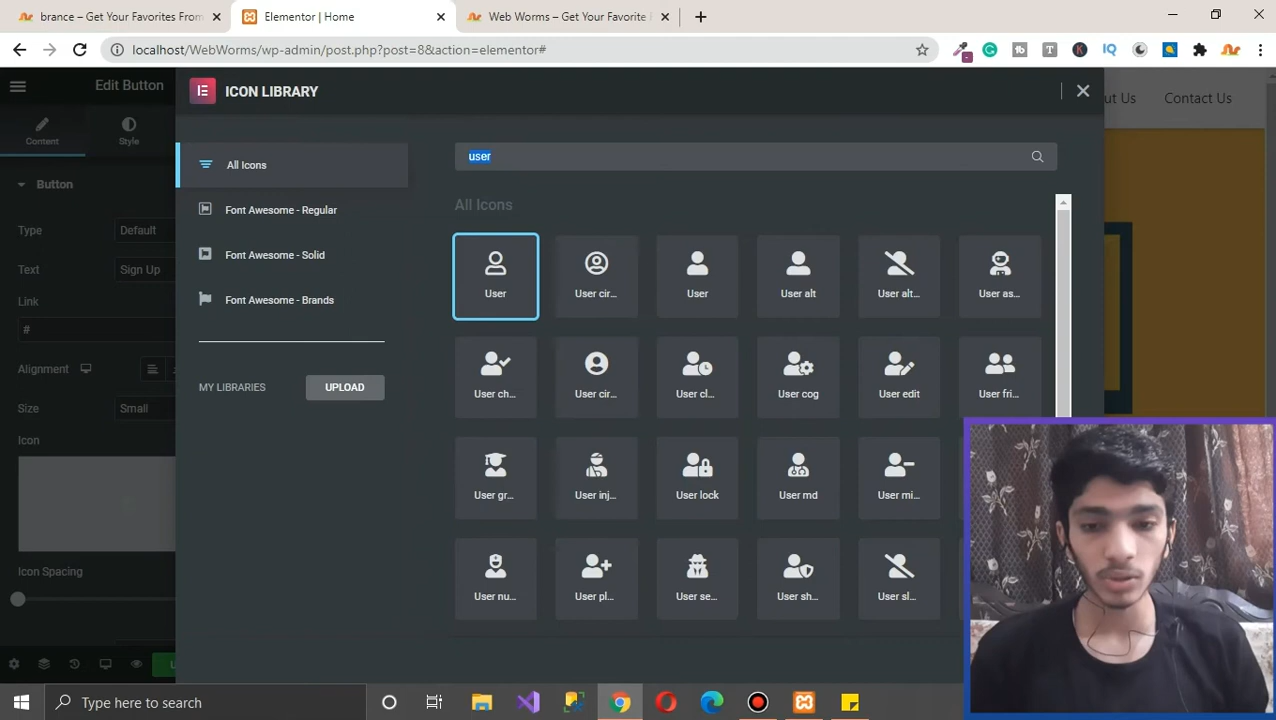 brance – Get Your Favorites From
Elementor | Home
Web Worms – Get Your Favorite F
localhost/WebWorms/wp-admin/post.php?post=8&action=elementor#
Edit Button
ICON LIBRARY
ut Us
Contact Us
Content
Style
All Icons
user
Button
All Icons
Font Awesome - Regular
Type
Default
Font Awesome - Solid
Text
Sign Up
User
User cir...
User
User alt
User alt...
User as...
Link
Font Awesome - Brands
#
Alignment
MY LIBRARIES
UPLOAD
User ch...
User cir...
User cl...
User cog
User edit
User fri...
Size
Small
Icon
User gr...
User inj...
User lock
User md
User mi...
Icon Spacing
User nu...
User pl...
User se...
User sh...
User sl...
U
Type here to search